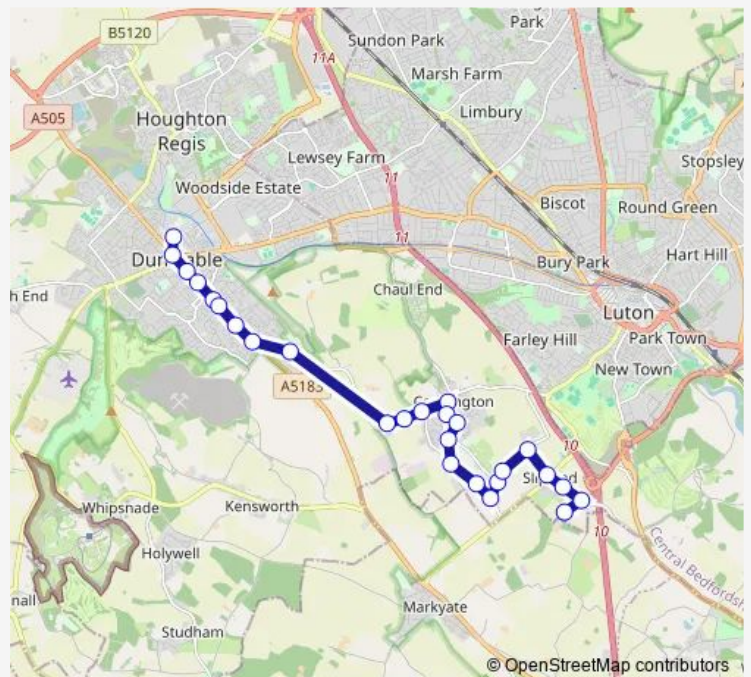 Park
B5120
Sundon Park
11A
Marsh Farm
Limbury
A505
Houghton
Regis
Stopsley
Lewsey Farm
11
Woodside Estate
Biscot
Round Green
11
Bury Park
Hart Hill
h End
Chaul End
Luton
Farley Hill
Park Town
New Town
A5183
10
Whipsnade
Kensworth
10
Holywell
Central Bedfordsh
nall
Markyate
Studham
© OpenStreetMap contributors